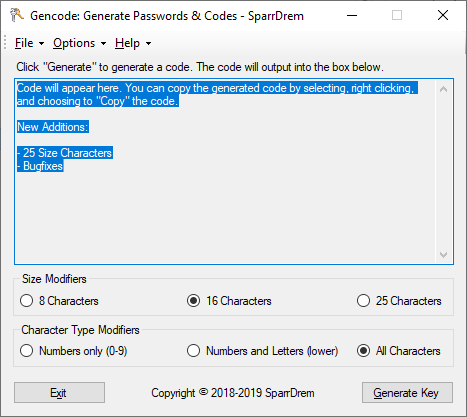 Gencode: Generate Passwords & Codes - SparrDrem
File Options Help
Click "Generate" to generate a code. The code will output into the box below.
Code will appear here. You can copy the generated code by selecting, right clicking,
and choosing to "Copy" the code.
New Additions:
- 25 Size Characters
- Bugfixes
Size Modifiers
8 Characters 16 Characters 25 Characters
Character Type Modifiers
Numbers only (0-9) Numbers and Letters (lower) All Characters
Exit Copyright © 2018-2019 SparrDrem Generate Key